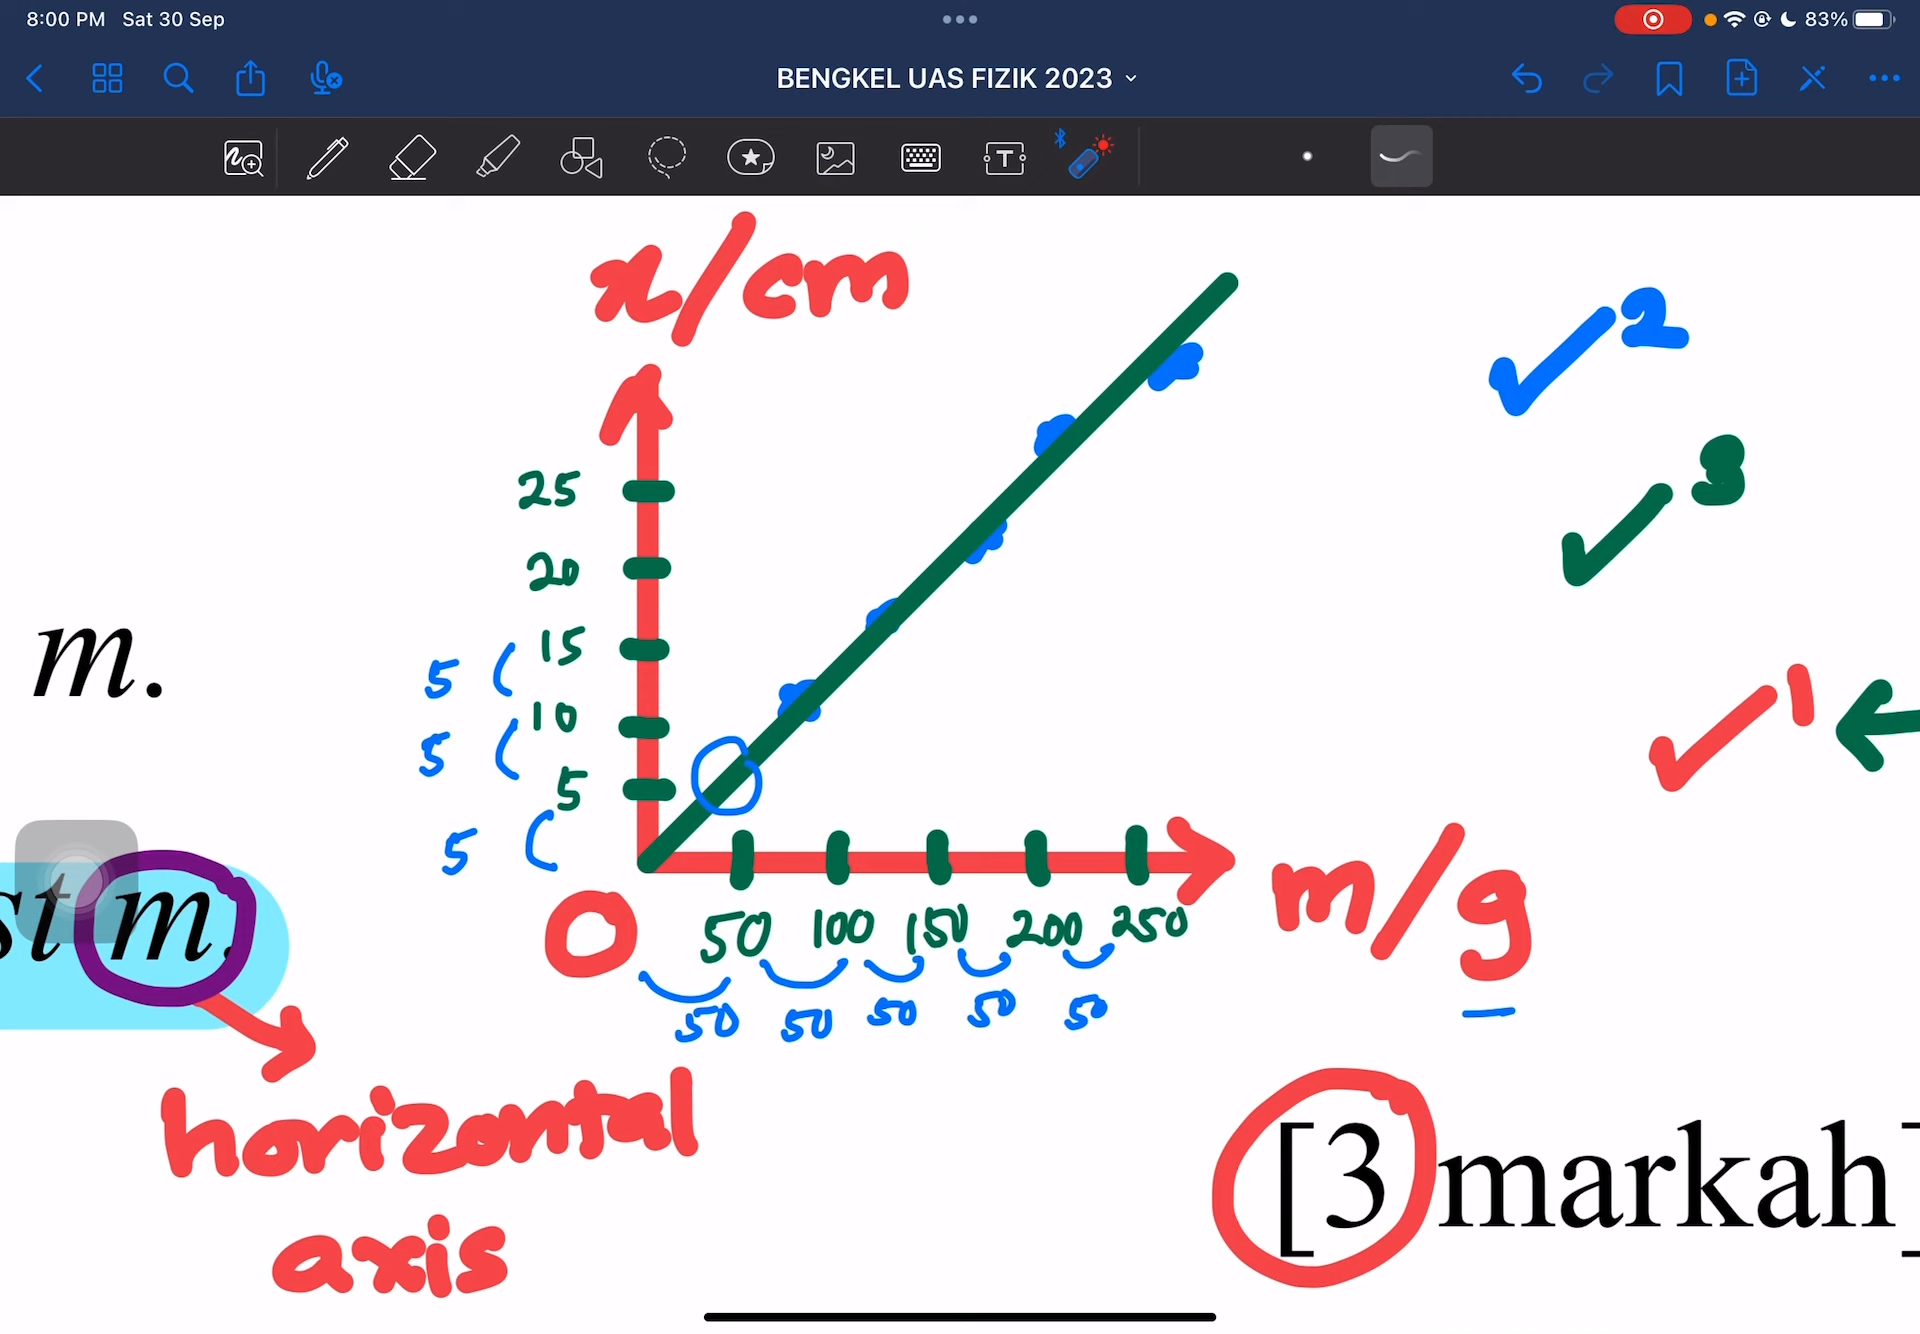 8:00 PM Sat 30 Sep
83%
BENGKEL UAS FIZIK 2023
T
x/cm
2
3
25
20
15
10
5
5
5
5
m.
1
st m.
0
50 100 150 200 250
m/g
50 50 50 50 50
horizontal
axis
[3 markah]